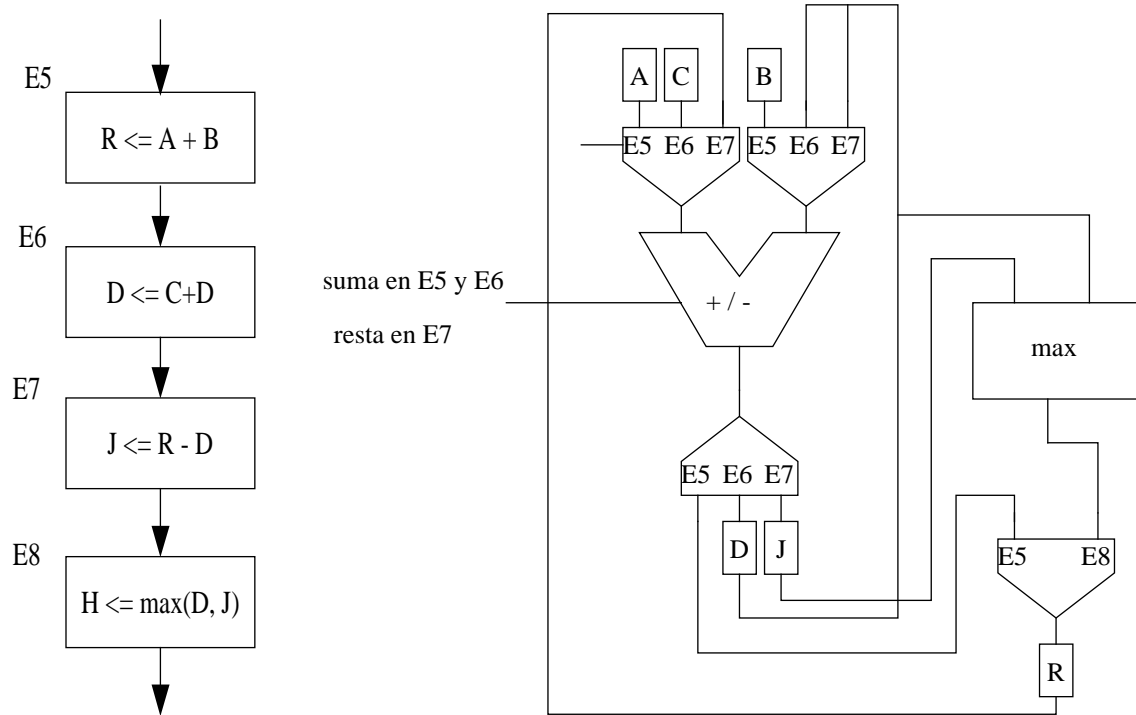 E5
R <= A + B
E6
D <= C+D
E7
J <= R - D
E8
H <= max(D, J)
A C B
E5 E6 E7 E5 E6 E7
suma en E5 y E6
resta en E7
+ / -
max
E5 E6 E7
D J
E5 E8
R